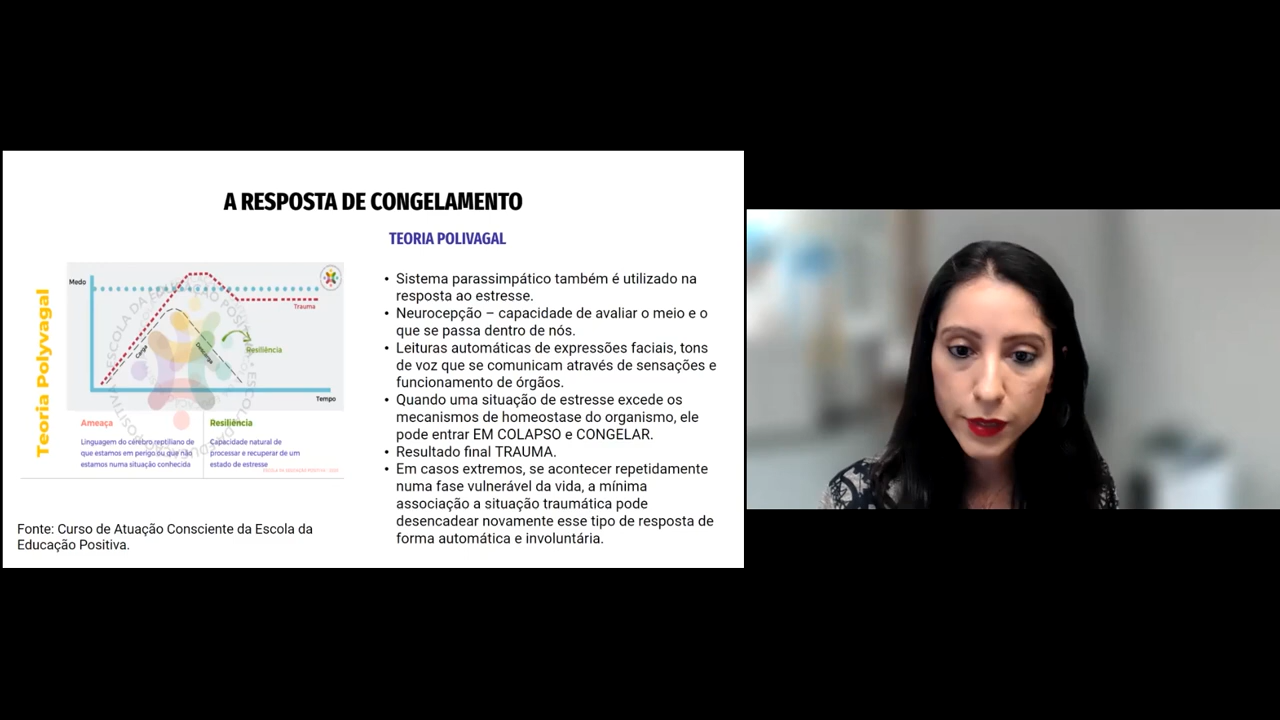 A RESPOSTA DE CONGELAMENTO
TEORIA POLIVAGAL
Teoria Polyvagal
Medo
Trauma
Carga
Resiliência
Tempo
Ameaça
Linguagem do cérebro reptiliano de
que estamos em perigo ou que não
estamos numa situação conhecida
Resiliência
Capacidade natural de
processar e recuperar de um
estado de estresse
ESCOLA DA EDUCAÇÃO POSITIVA
Fonte: Curso de Atuação Consciente da Escola da
Educação Positiva.
• Sistema parassimpático também é utilizado na
resposta ao estresse.
• Neurocepção – capacidade de avaliar o meio e o
que se passa dentro de nós.
• Leituras automáticas de expressões faciais, tons
de voz que se comunicam através de sensações e
funcionamento de órgãos.
• Quando uma situação de estresse excede os
mecanismos de homeostase do organismo, ele
pode entrar EM COLAPSO e CONGELAR.
• Resultado final TRAUMA.
• Em casos extremos, se acontecer repetidamente
numa fase vulnerável da vida, a mínima
associação a situação traumática pode
desencadear novamente esse tipo de resposta de
forma automática e involuntária.